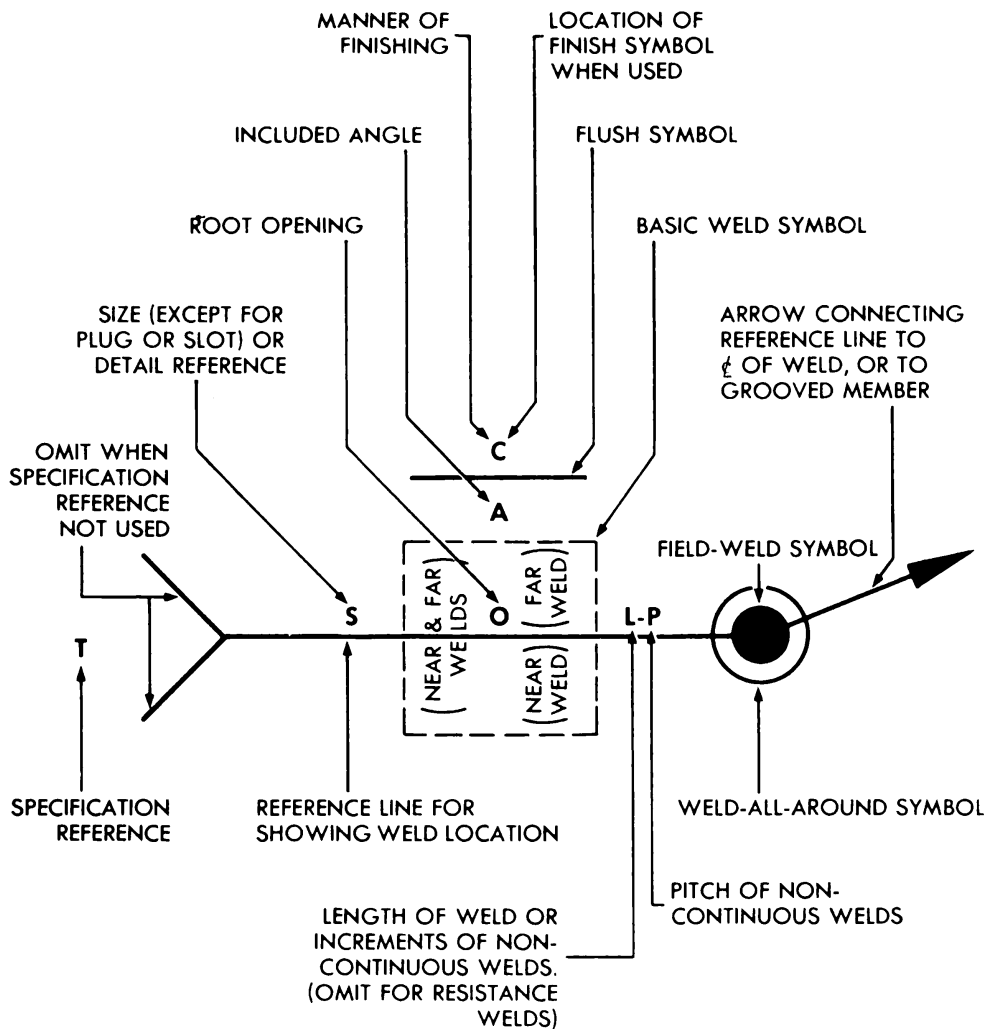 MANNER OF
FINISHING
LOCATION OF
FINISH SYMBOL
WHEN USED
INCLUDED ANGLE
FLUSH SYMBOL
ROOT OPENING
BASIC WELD SYMBOL
SIZE (EXCEPT FOR
PLUG OR SLOT) OR
DETAIL REFERENCE
ARROW CONNECTING
REFERENCE LINE TO
℄ OF WELD, OR TO
GROOVED MEMBER
C
OMIT WHEN
SPECIFICATION
REFERENCE
NOT USED
A
FIELD-WELD SYMBOL
(NEAR & FAR)
WELDS
(FAR
WELD)
S
O
L-P
T
(NEAR
WELD)
SPECIFICATION
REFERENCE
REFERENCE LINE FOR
SHOWING WELD LOCATION
WELD-ALL-AROUND SYMBOL
LENGTH OF WELD OR
INCREMENTS OF NON-
CONTINUOUS WELDS.
(OMIT FOR RESISTANCE
WELDS)
PITCH OF NON-
CONTINUOUS WELDS